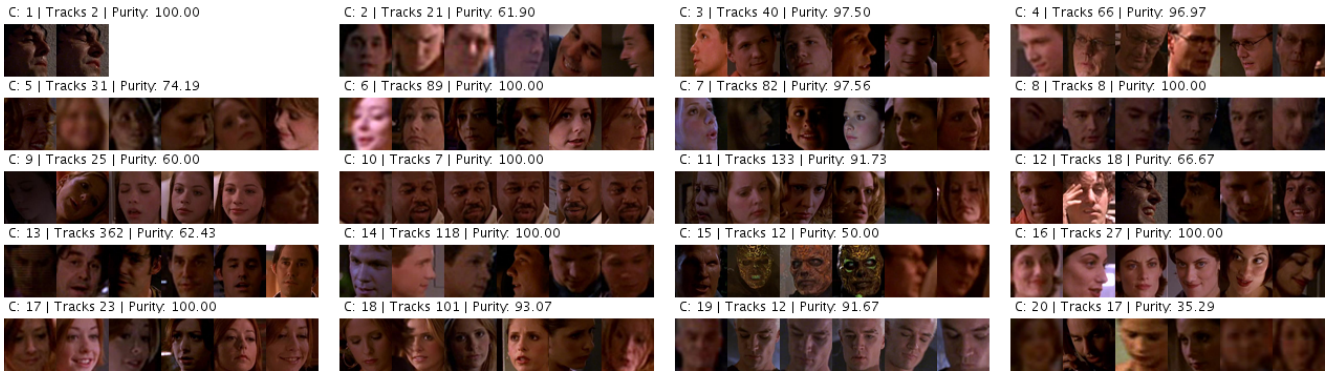 C: 1 | Tracks 2 | Purity: 100.00
C: 2 | Tracks 21 | Purity: 61.90
C: 3 | Tracks 40 | Purity: 97.50
C: 4 | Tracks 66 | Purity: 96.97
C: 5 | Tracks 31 | Purity: 74.19
C: 6 | Tracks 89 | Purity: 100.00
C: 7 | Tracks 82 | Purity: 97.56
C: 8 | Tracks 8 | Purity: 100.00
C: 9 | Tracks 25 | Purity: 60.00
C: 10 | Tracks 7 | Purity: 100.00
C: 11 | Tracks 133 | Purity: 91.73
C: 12 | Tracks 18 | Purity: 66.67
C: 13 | Tracks 362 | Purity: 62.43
C: 14 | Tracks 118 | Purity: 100.00
C: 15 | Tracks 12 | Purity: 50.00
C: 16 | Tracks 27 | Purity: 100.00
C: 17 | Tracks 23 | Purity: 100.00
C: 18 | Tracks 101 | Purity: 93.07
C: 19 | Tracks 12 | Purity: 91.67
C: 20 | Tracks 17 | Purity: 35.29